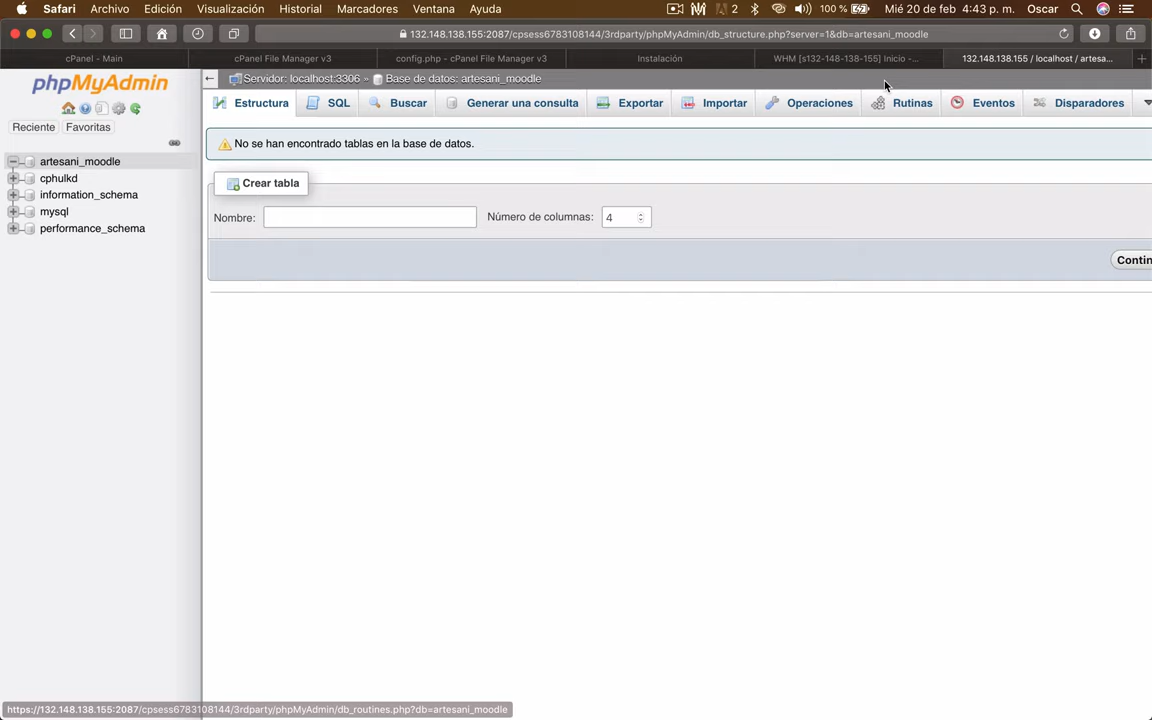 Safari Archivo Edición Visualización Historial Marcadores Ventana Ayuda 2 100 % Mié 20 de feb 4:43 p. m. Oscar
132.148.138.155:2087/cpsess6783108144/3rdparty/phpMyAdmin/db_structure.php?server=1&db=artesani_moodle
cPanel - Main cPanel File Manager v3 config.php - cPanel File Manager v3 Instalación WHM [s132-148-138-155] Inicio -... 132.148.138.155 / localhost / artesa...
phpMyAdmin
Reciente Favoritas
artesani_moodle
cphulkd
information_schema
mysql
performance_schema
Servidor: localhost:3306 » Base de datos: artesani_moodle
Estructura SQL Buscar Generar una consulta Exportar Importar Operaciones Rutinas Eventos Disparadores
No se han encontrado tablas en la base de datos.
Crear tabla
Nombre: Número de columnas: 4
Contin
https://132.148.138.155:2087/cpsess6783108144/3rdparty/phpMyAdmin/db_routines.php?db=artesani_moodle